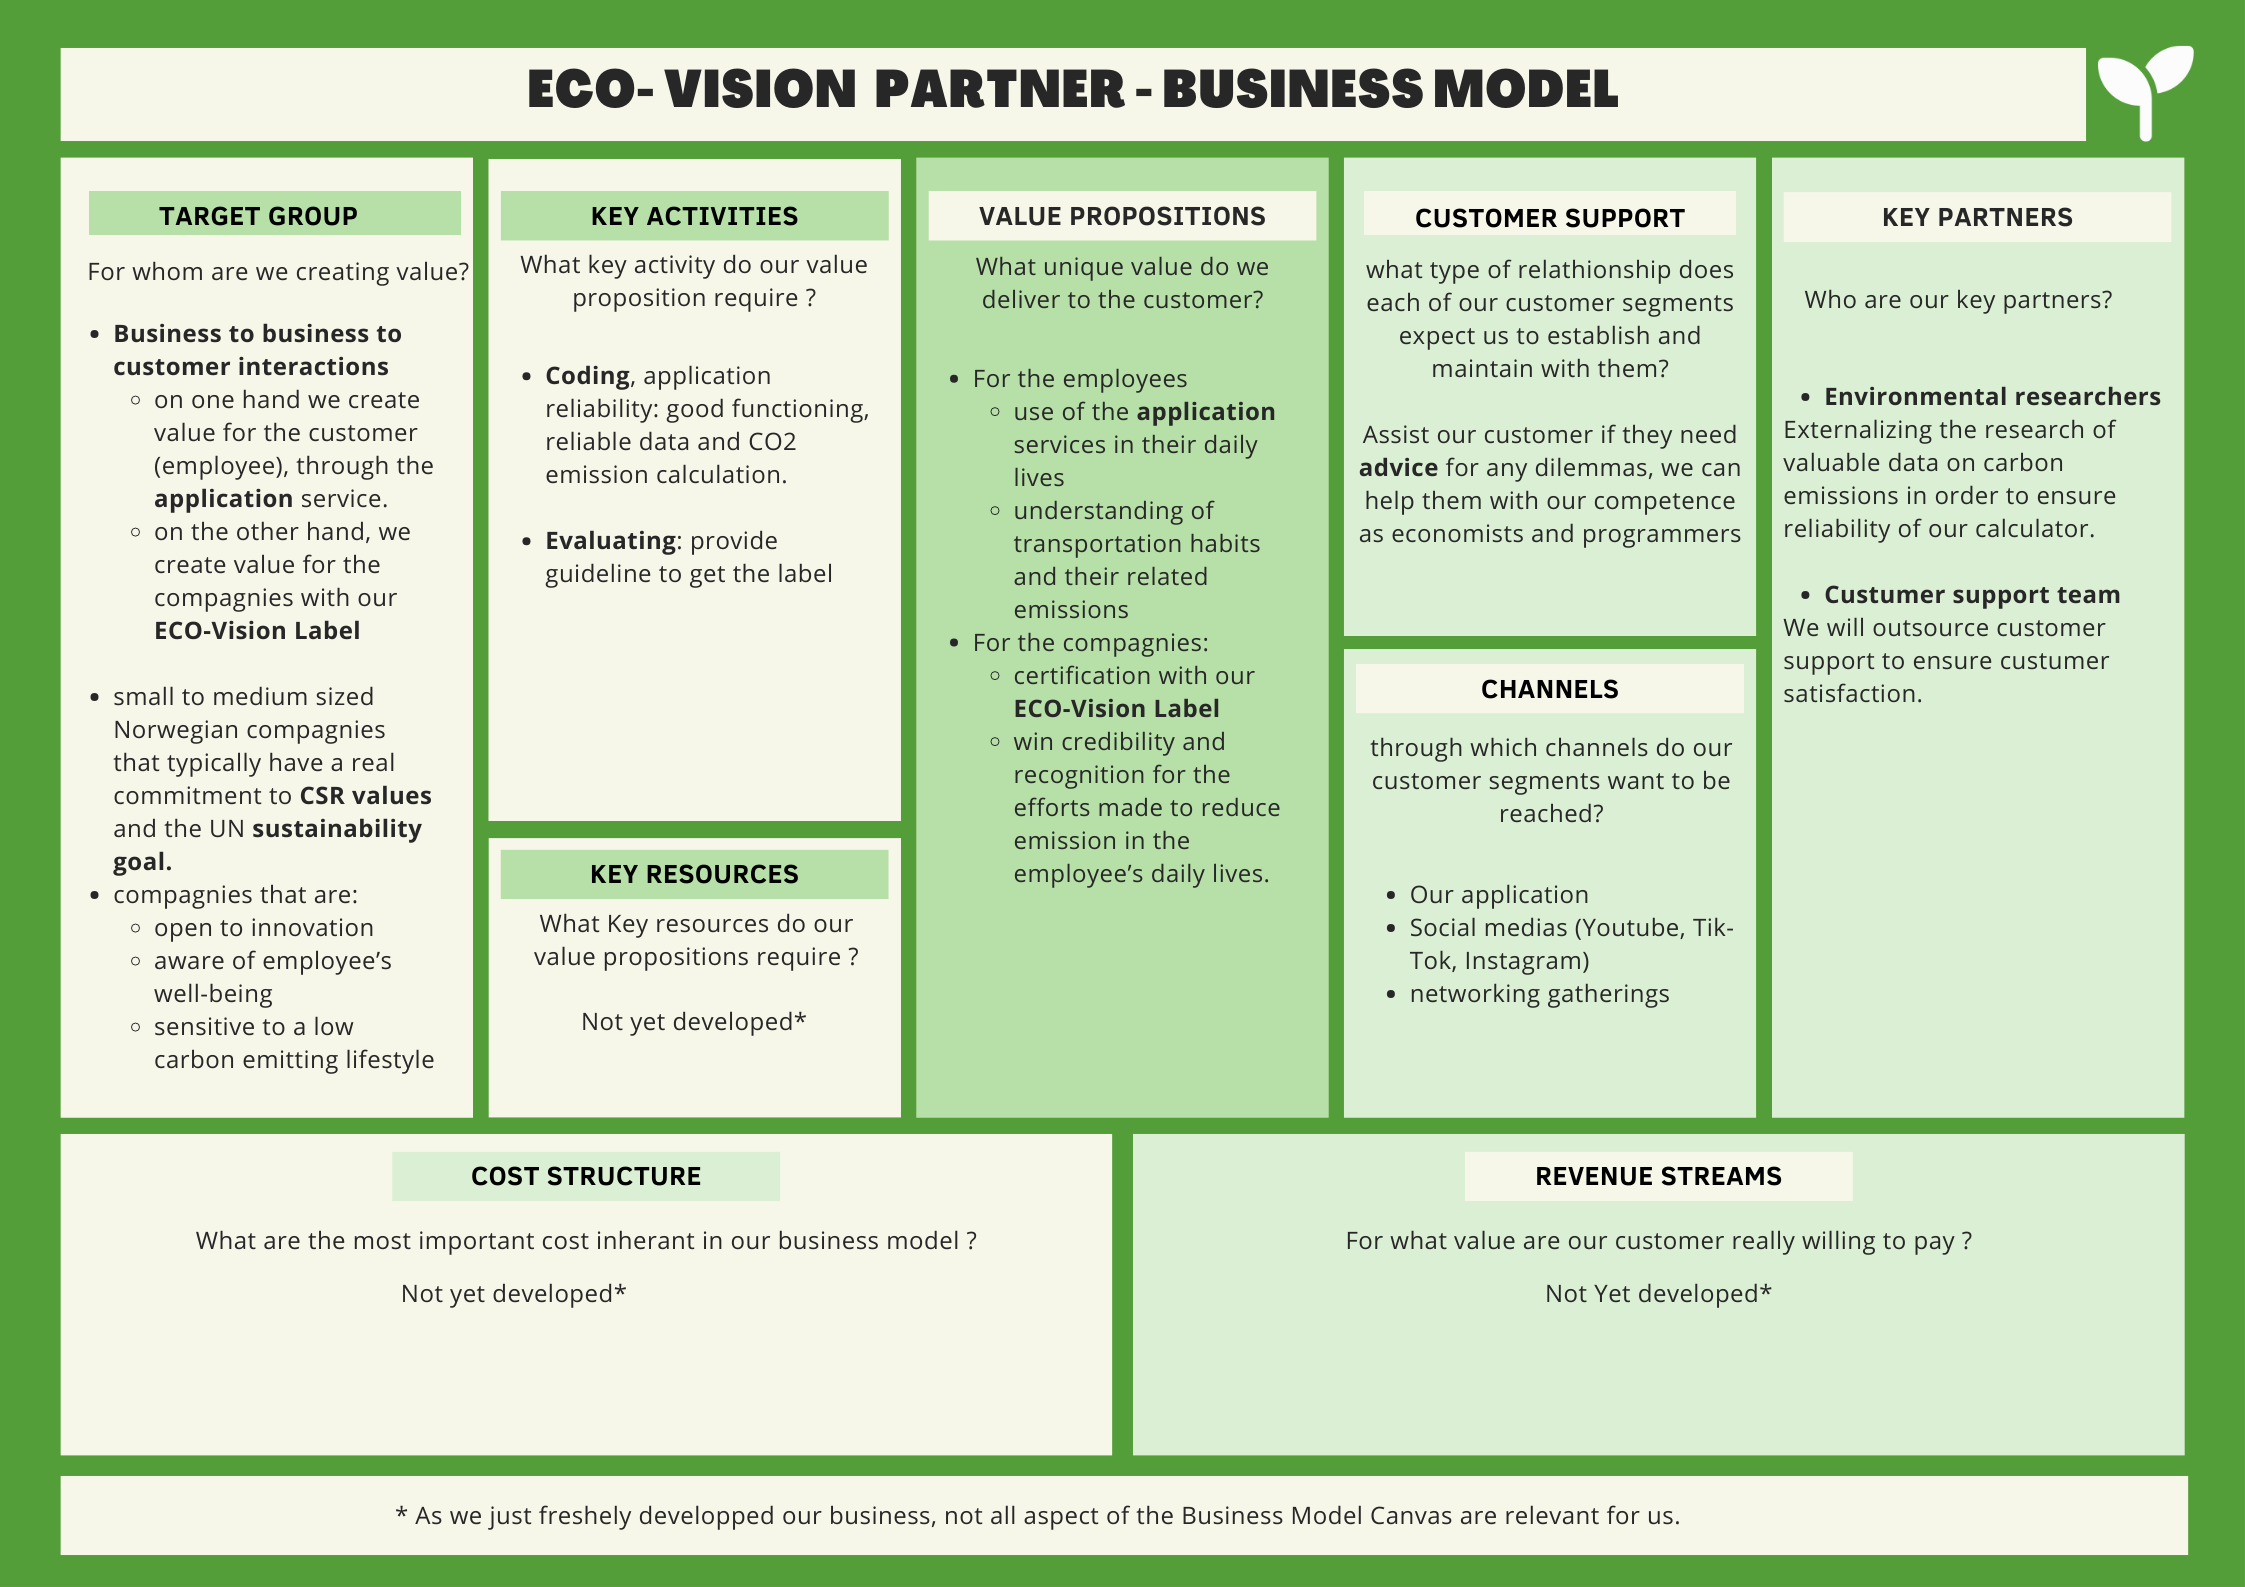 ECO- VISION PARTNER - BUSINESS MODEL
TARGET GROUP
For whom are we creating value?
• Business to business to
customer interactions
◦ on one hand we create
value for the customer
(employee), through the
application service.
◦ on the other hand, we
create value for the
compagnies with our
ECO-Vision Label
• small to medium sized
Norwegian compagnies
that typically have a real
commitment to CSR values
and the UN sustainability
goal.
• compagnies that are:
◦ open to innovation
◦ aware of employee’s
well-being
◦ sensitive to a low
carbon emitting lifestyle
KEY ACTIVITIES
What key activity do our value
proposition require ?
• Coding, application
reliability: good functioning,
reliable data and CO2
emission calculation.
• Evaluating: provide
guideline to get the label
KEY RESOURCES
What Key resources do our
value propositions require ?
Not yet developed*
VALUE PROPOSITIONS
What unique value do we
deliver to the customer?
• For the employees
◦ use of the application
services in their daily
lives
◦ understanding of
transportation habits
and their related
emissions
• For the compagnies:
◦ certification with our
ECO-Vision Label
◦ win credibility and
recognition for the
efforts made to reduce
emission in the
employee’s daily lives.
CUSTOMER SUPPORT
what type of relathionship does
each of our customer segments
expect us to establish and
maintain with them?
Assist our customer if they need
advice for any dilemmas, we can
help them with our competence
as economists and programmers
CHANNELS
through which channels do our
customer segments want to be
reached?
• Our application
• Social medias (Youtube, Tik-
Tok, Instagram)
• networking gatherings
KEY PARTNERS
Who are our key partners?
• Environmental researchers
Externalizing the research of
valuable data on carbon
emissions in order to ensure
reliability of our calculator.
• Custumer support team
We will outsource customer
support to ensure custumer
satisfaction.
COST STRUCTURE
What are the most important cost inherant in our business model ?
Not yet developed*
REVENUE STREAMS
For what value are our customer really willing to pay ?
Not Yet developed*
* As we just freshely developped our business, not all aspect of the Business Model Canvas are relevant for us.